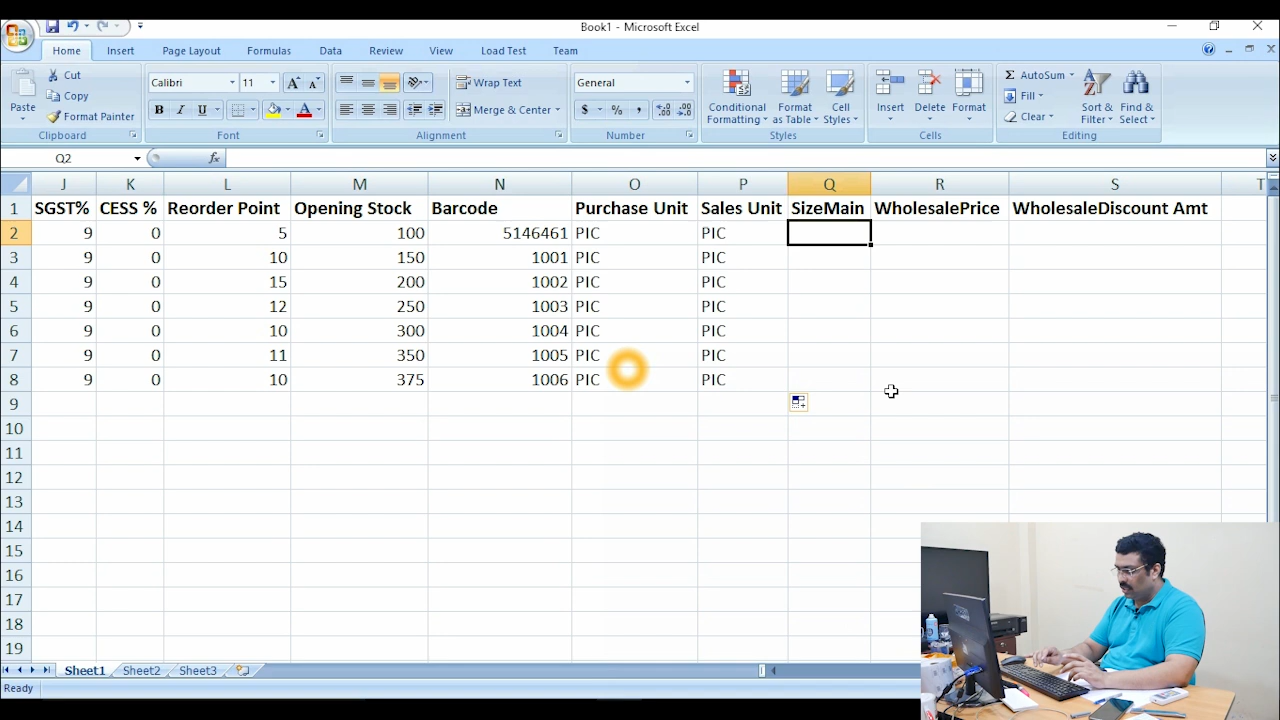 Book1 - Microsoft Excel
Home Insert Page Layout Formulas Data Review View Load Test Team
Paste
Cut
Copy
Format Painter
Clipboard
Calibri 11
B I U
Font
Wrap Text
Merge & Center
Alignment
General
$ % ,
Number
Conditional Formatting
Format as Table
Cell Styles
Styles
Insert Delete Format
Cells
Σ AutoSum
Fill
Clear
Sort & Filter
Find & Select
Editing
Q2 fx
J K L M N O P Q R S T
1 SGST% CESS % Reorder Point Opening Stock Barcode Purchase Unit Sales Unit SizeMain WholesalePrice WholesaleDiscount Amt
2 9 0 5 100 5146461 PIC PIC
3 9 0 10 150 1001 PIC PIC
4 9 0 15 200 1002 PIC PIC
5 9 0 12 250 1003 PIC PIC
6 9 0 10 300 1004 PIC PIC
7 9 0 11 350 1005 PIC PIC
8 9 0 10 375 1006 PIC PIC
9
10
11
12
13
14
15
16
17
18
19
Sheet1 Sheet2 Sheet3
Ready